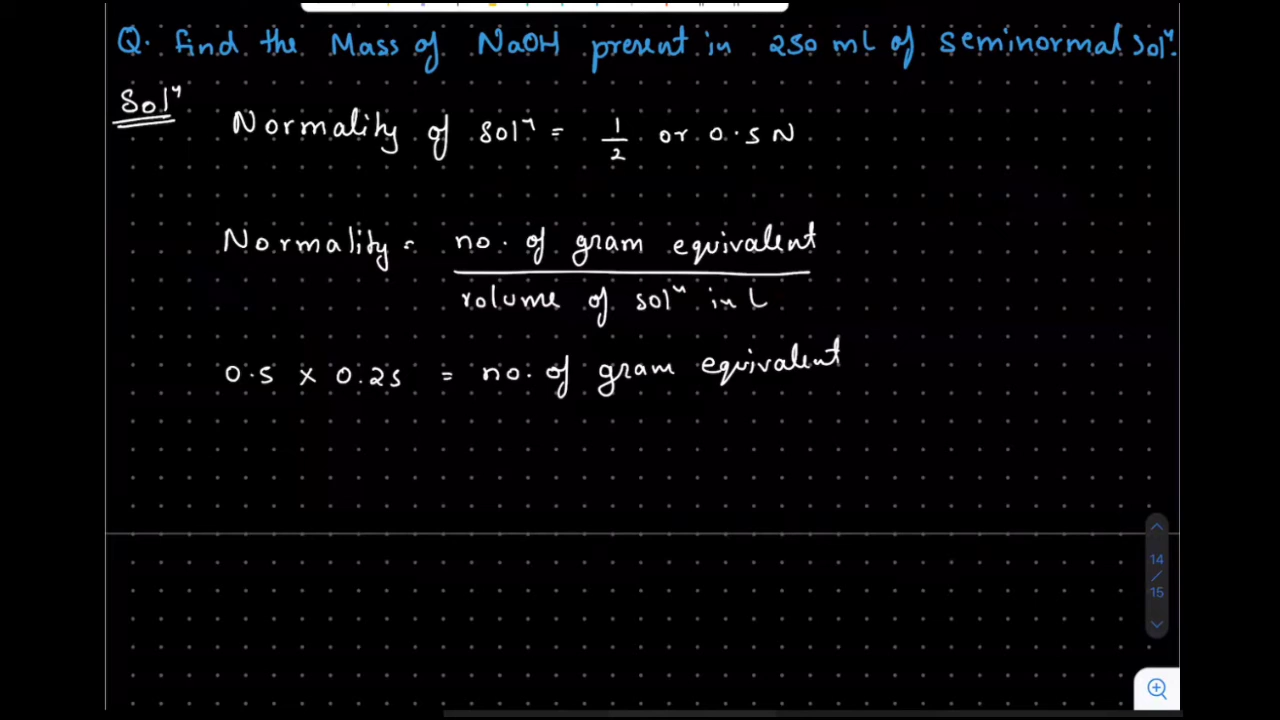 Q. Find the Mass of NaOH present in 250 mL of seminormal solⁿ.
Solⁿ
Normality of solⁿ = 1/2 or 0.5 N
Normality = no. of gram equivalent
volume of solⁿ in L
0.5 × 0.25 = no. of gram equivalent
14
/
15